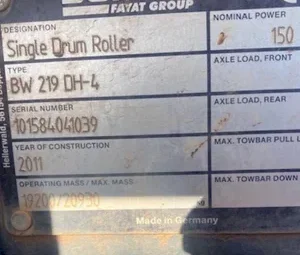 FAYAT GROUP
DESIGNATION
Single Drum Roller
TYPE
BW 219 DH-4
SERIAL NUMBER
101584041039
YEAR OF CONSTRUCTION
2011
OPERATING MASS / MAX. MASS
19200/20930
kg
NOMINAL POWER
150
AXLE LOAD, FRONT
AXLE LOAD, REAR
MAX. TOWBAR PULL
MAX. TOWBAR DOWN
Made in Germany
Hellerwald,